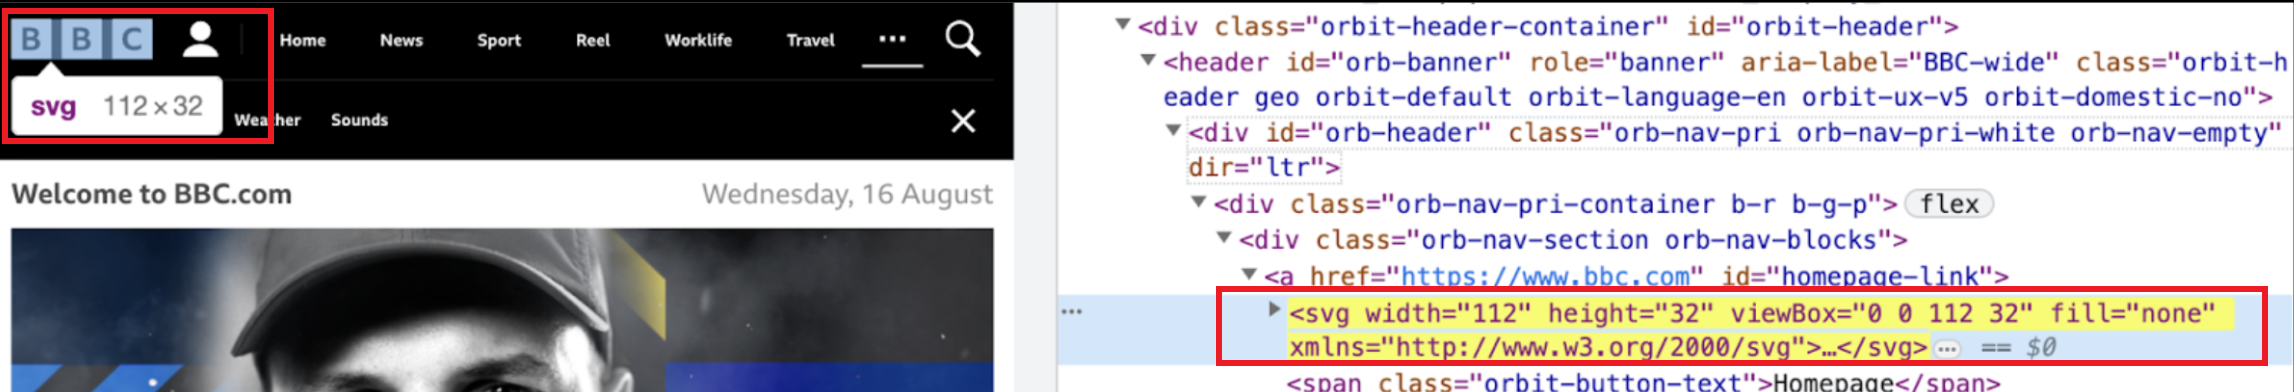 BBC
Home
News
Sport
Reel
Worklife
Travel
...
svg 112 × 32
Weather
Sounds
Welcome to BBC.com
Wednesday, 16 August
<div class="orbit-header-container" id="orbit-header">
<header id="orb-banner" role="banner" aria-label="BBC-wide" class="orbit-h
eader geo orbit-default orbit-language-en orbit-ux-v5 orbit-domestic-no">
<div id="orb-header" class="orb-nav-pri orb-nav-pri-white orb-nav-empty"
dir="ltr">
<div class="orb-nav-pri-container b-r b-g-p"> flex
<div class="orb-nav-section orb-nav-blocks">
<a href="https://www.bbc.com" id="homepage-link">
... <svg width="112" height="32" viewBox="0 0 112 32" fill="none"
xmlns="http://www.w3.org/2000/svg">…</svg> ... == $0
<span class="orbit-button-text">Homepage</span>